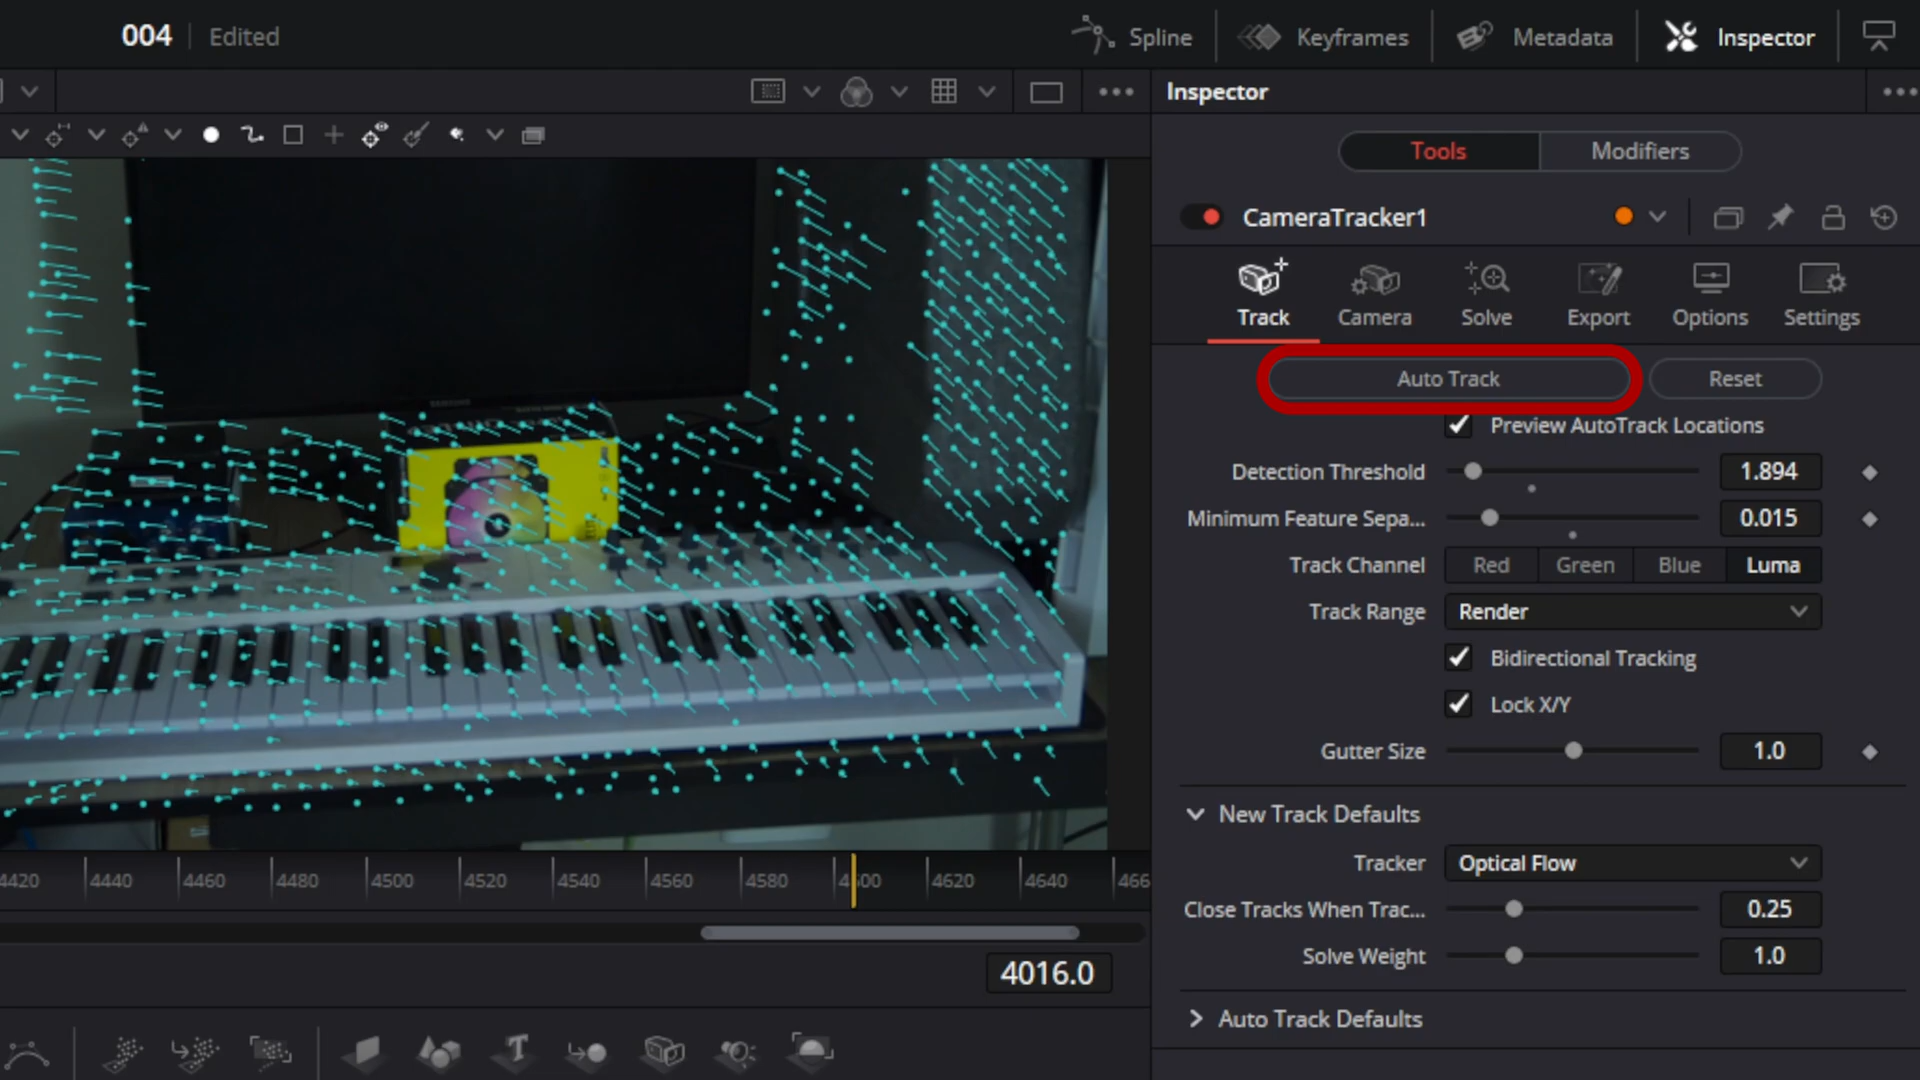 004 Edited
Spline Keyframes Metadata Inspector
Inspector
Tools Modifiers
CameraTracker1
Track Camera Solve Export Options Settings
Auto Track Reset
Preview AutoTrack Locations
Detection Threshold 1.894
Minimum Feature Sepa... 0.015
Track Channel Red Green Blue Luma
Track Range Render
Bidirectional Tracking
Lock X/Y
Gutter Size 1.0
New Track Defaults
Tracker Optical Flow
Close Tracks When Trac... 0.25
Solve Weight 1.0
Auto Track Defaults
SAMSUNG
4420 4440 4460 4480 4500 4520 4540 4560 4580 4600 4620 4640 466
4016.0